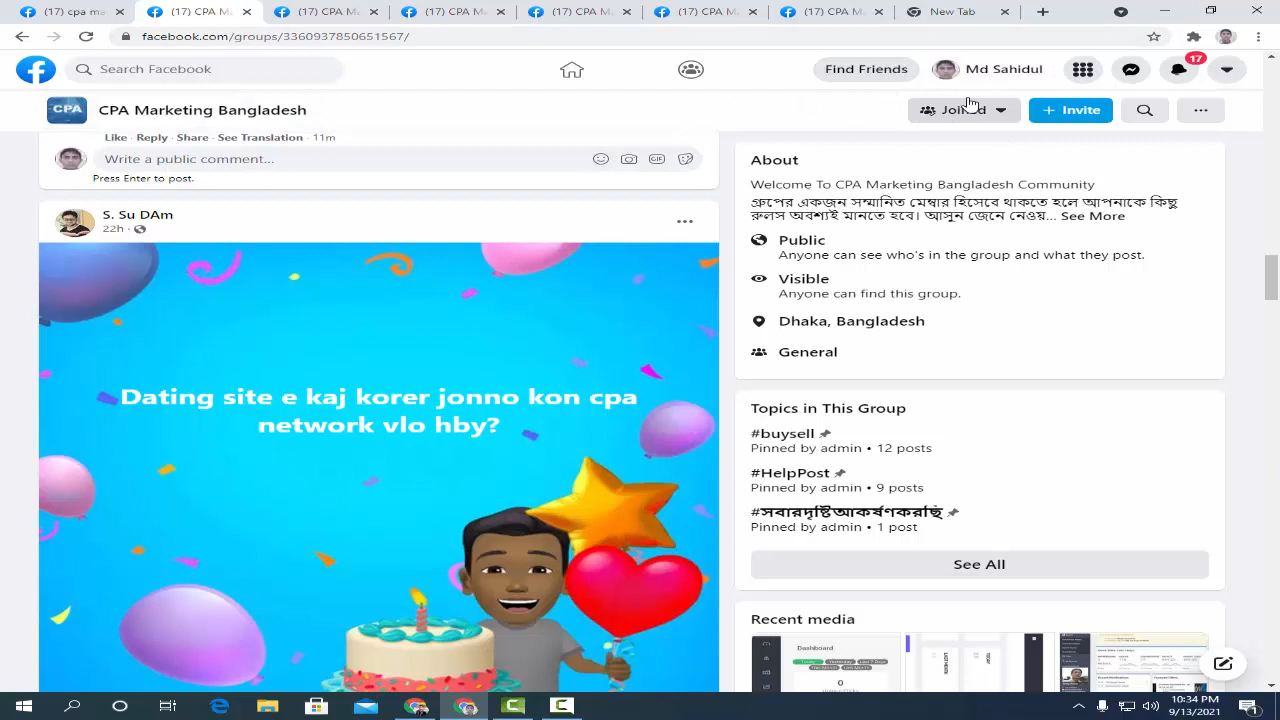 (17) cpa m
(17) CPA M
(17) CPA M
(17) CPA M
(17) CPA M
(17) CPA M
(17) CPA M
New Tab
facebook.com/groups/3360937850651567/
Search Facebook
Find Friends
Md Sahidul
17
CPA
CPA Marketing Bangladesh
Joined
+ Invite
Like · Reply · Share · See Translation · 11m
Write a public comment...
GIF
Press Enter to post.
S. Su DAm
22h
Dating site e kaj korer jonno kon cpa
network vlo hby?
About
Welcome To CPA Marketing Bangladesh Community
গ্রুপের একজন সম্মানিত মেম্বার হিসেবে থাকতে হলে আপনাকে কিছু
রুলস অবশ্যই মানতে হবে। আসুন জেনে নেওয়... See More
Public
Anyone can see who's in the group and what they post.
Visible
Anyone can find this group.
Dhaka, Bangladesh
General
Topics in This Group
#buysell
Pinned by admin • 12 posts
#HelpPost
Pinned by admin • 9 posts
#সবারদৃষ্টিআকর্ষণকরছি
Pinned by admin • 1 post
See All
Recent media
Dashboard
10:34 PM
9/13/2021